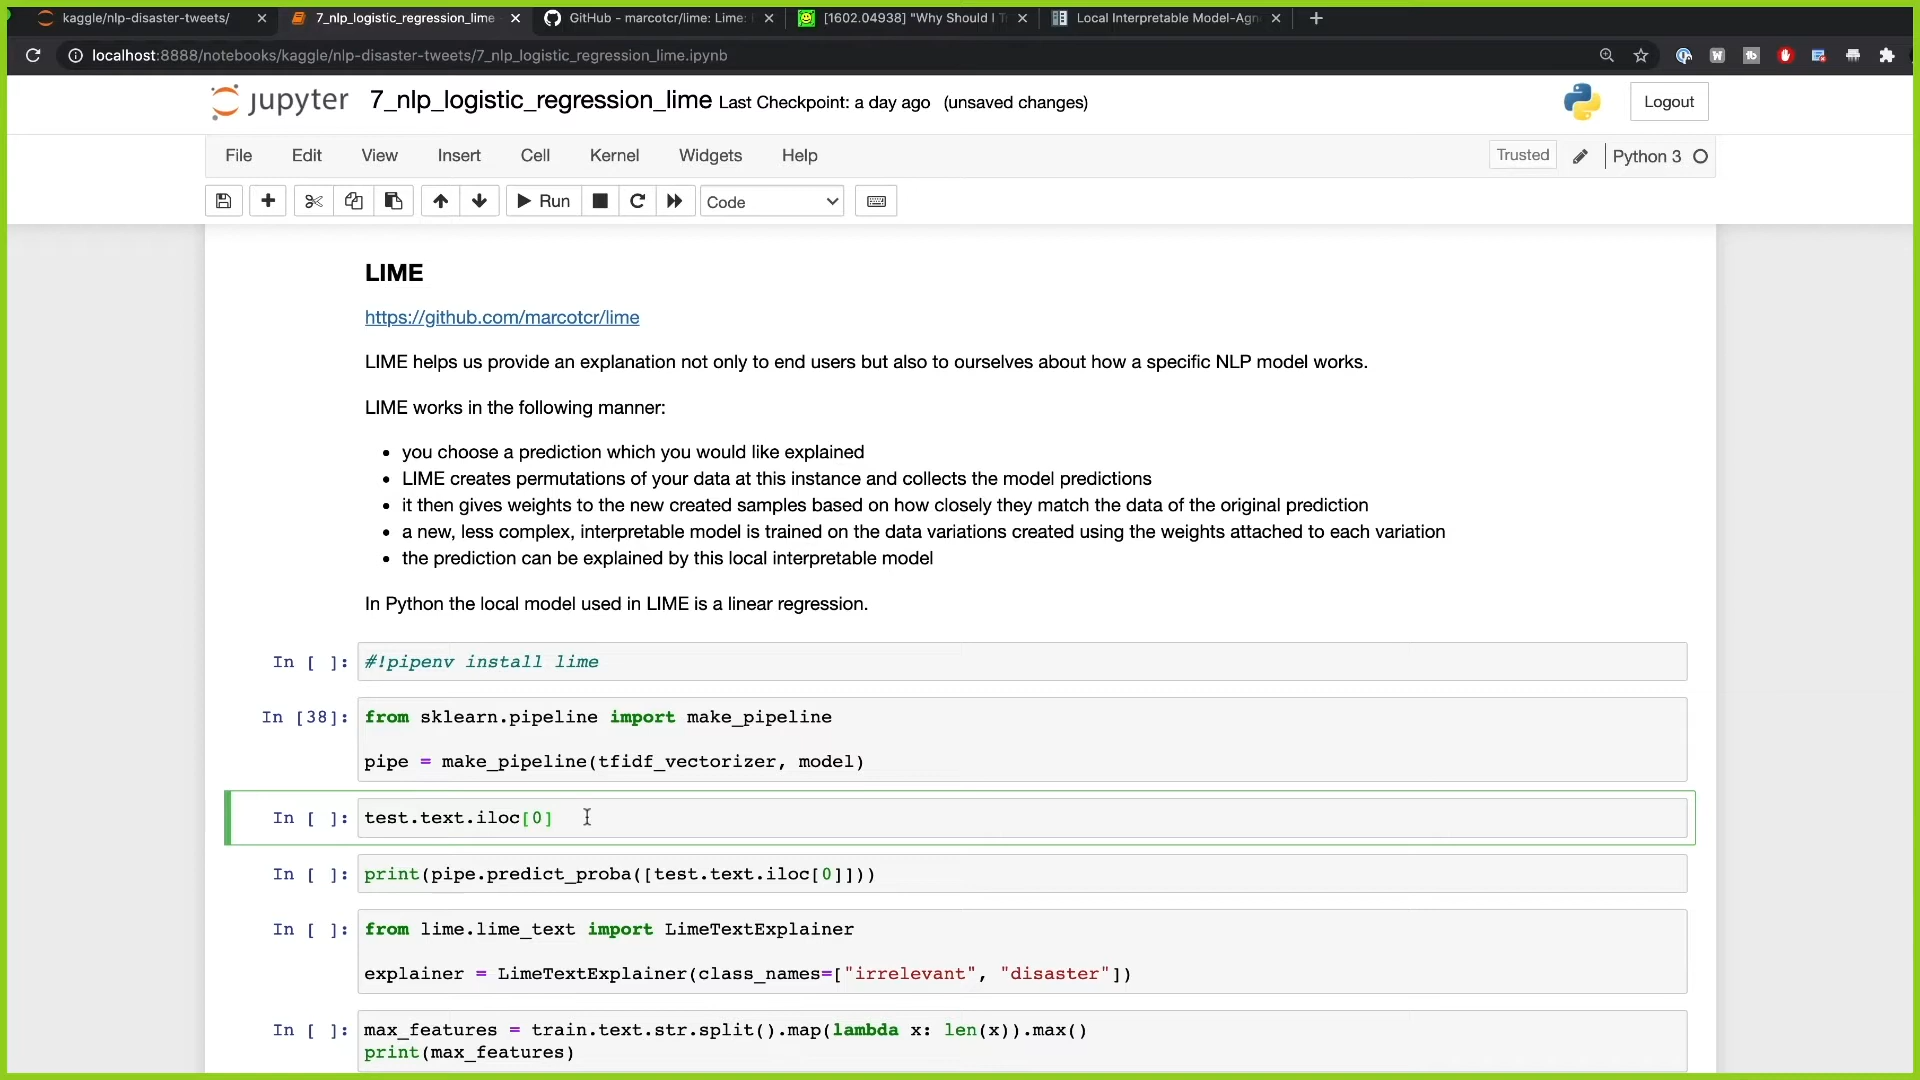 kaggle/nlp-disaster-tweets/
7_nlp_logistic_regression_lime
GitHub - marcotcr/lime: Lime:
[1602.04938] "Why Should I T
Local Interpretable Model-Agn
localhost:8888/notebooks/kaggle/nlp-disaster-tweets/7_nlp_logistic_regression_lime.ipynb
jupyter 7_nlp_logistic_regression_lime Last Checkpoint: a day ago (unsaved changes)
Logout
File Edit View Insert Cell Kernel Widgets Help
Trusted Python 3
Run Code
LIME
https://github.com/marcotcr/lime
LIME helps us provide an explanation not only to end users but also to ourselves about how a specific NLP model works.
LIME works in the following manner:
• you choose a prediction which you would like explained
• LIME creates permutations of your data at this instance and collects the model predictions
• it then gives weights to the new created samples based on how closely they match the data of the original prediction
• a new, less complex, interpretable model is trained on the data variations created using the weights attached to each variation
• the prediction can be explained by this local interpretable model
In Python the local model used in LIME is a linear regression.
In [ ]: #!pipenv install lime
In [38]: from sklearn.pipeline import make_pipeline
pipe = make_pipeline(tfidf_vectorizer, model)
In [ ]: test.text.iloc[0]
In [ ]: print(pipe.predict_proba([test.text.iloc[0]]))
In [ ]: from lime.lime_text import LimeTextExplainer
explainer = LimeTextExplainer(class_names=["irrelevant", "disaster"])
In [ ]: max_features = train.text.str.split().map(lambda x: len(x)).max()
print(max_features)